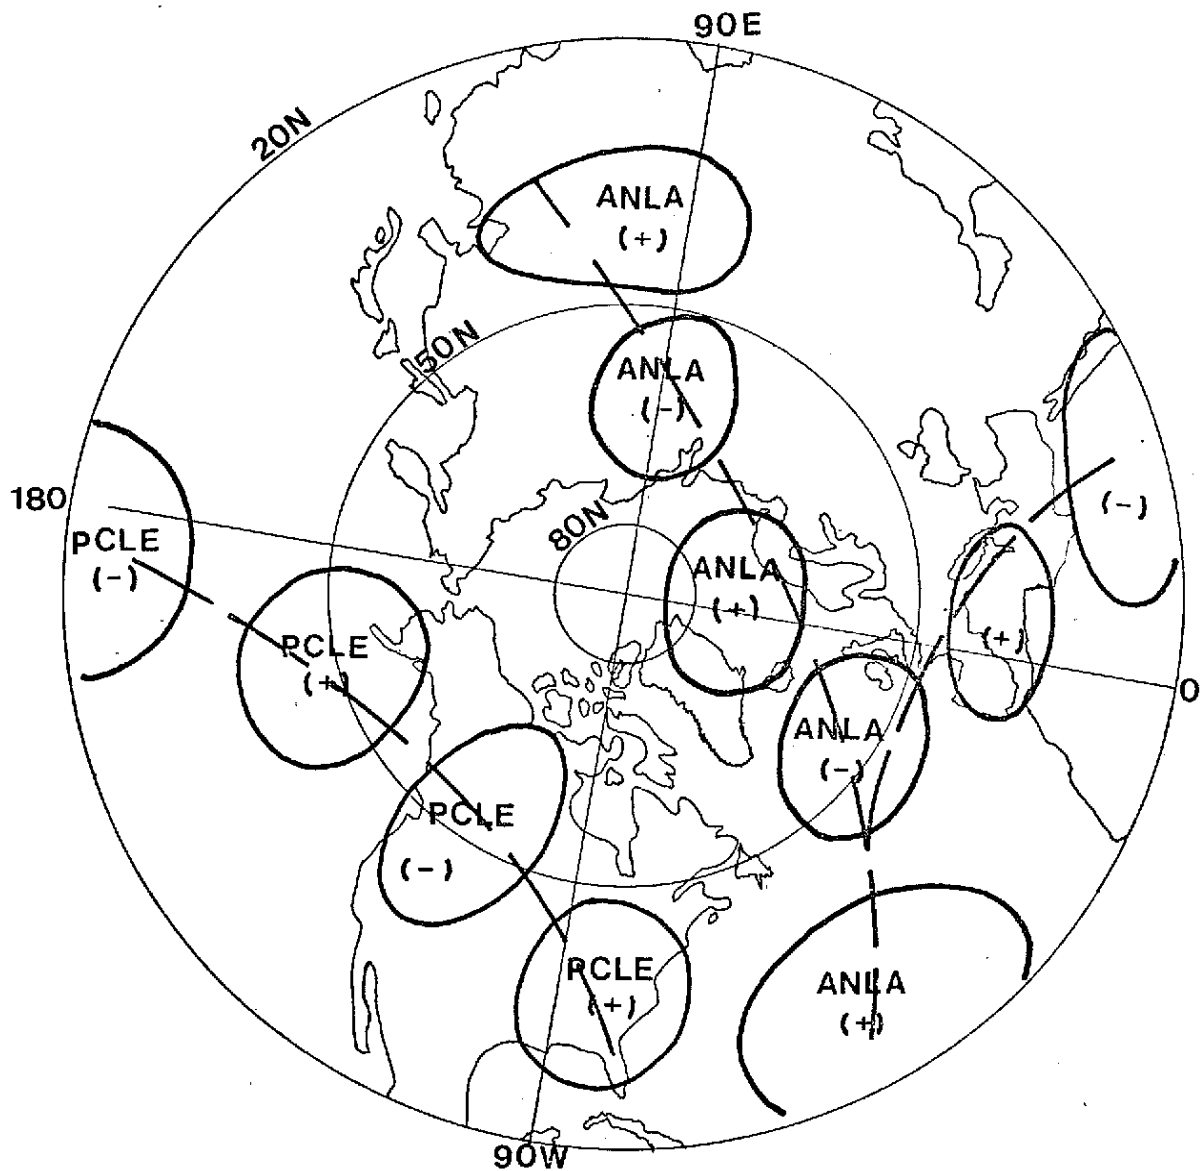 90E
20N
ANLA
(+)
50N
ANLA
(-)
180
PCLE
(-)
80N
(-)
ANLA
(+)
PCLE
(+)
(+)
0
ANLA
(-)
PCLE
(-)
PCLE
(+)
ANLA
(+)
90W